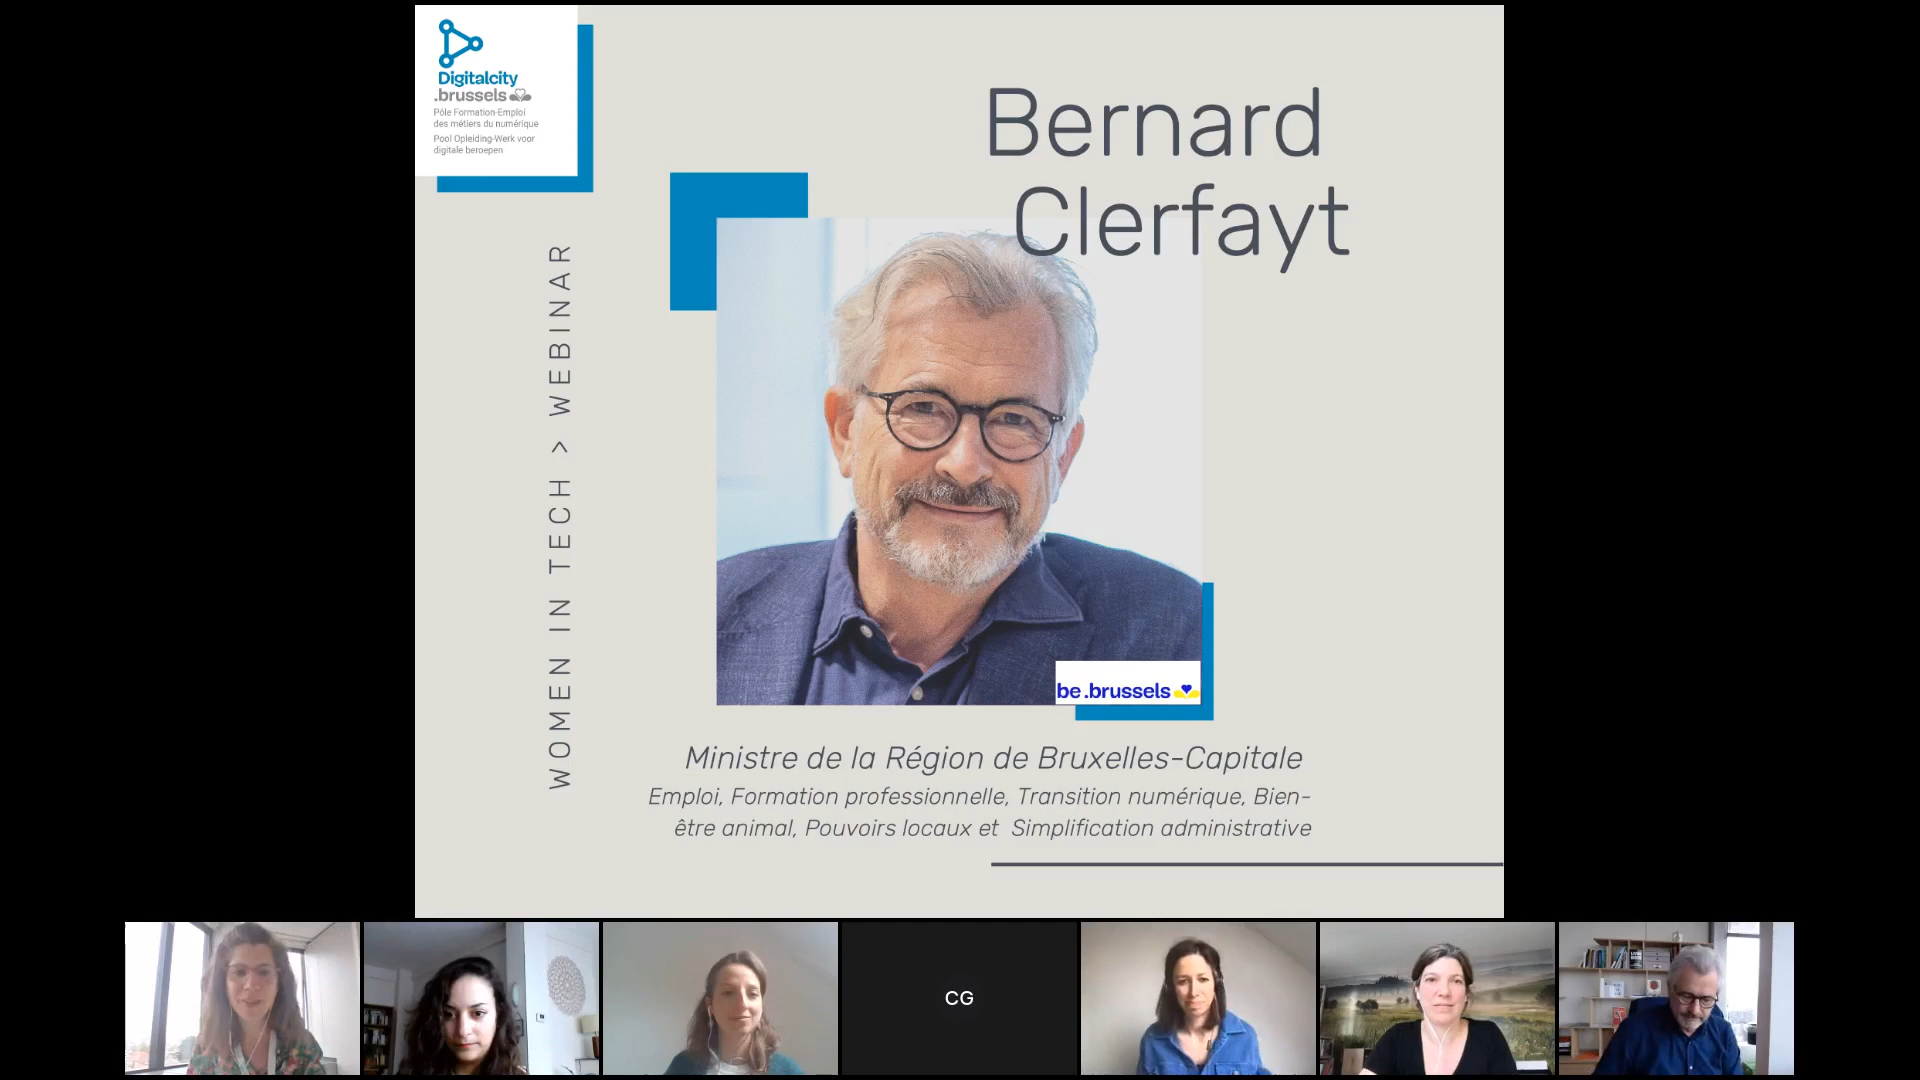 Digitalcity
.brussels
Pôle Formation-Emploi
des métiers du numérique
Pool Opleiding-Werk voor
digitale beroepen
Bernard
Clerfayt
WOMEN IN TECH > WEBINAR
be.brussels
Ministre de la Région de Bruxelles-Capitale
Emploi, Formation professionnelle, Transition numérique, Bien-
être animal, Pouvoirs locaux et Simplification administrative
CG